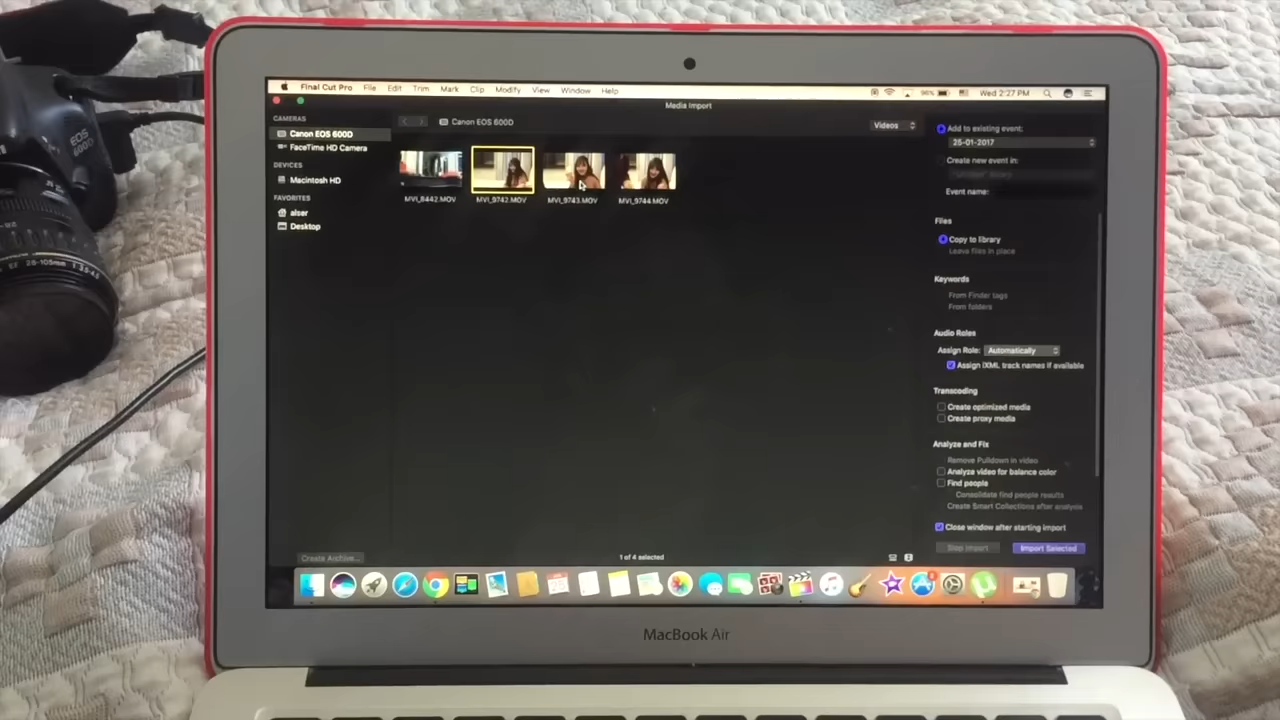 Final Cut Pro File Edit Trim Mark Clip Modify View Window Help 96% Wed 2:27 PM
Media Import
CAMERAS
Canon EOS 600D
FaceTime HD Camera
DEVICES
Macintosh HD
FAVORITES
alser
Desktop
Canon EOS 600D
Videos
MVI_8442.MOV MVI_9742.MOV MVI_9743.MOV MVI_9744.MOV
Add to existing event:
25-01-2017
Create new event in:
Event name:
Files
Copy to library
Leave files in place
Keywords
From Finder tags
From folders
Audio Roles
Assign Role: Automatically
Assign iXML track names if available
Transcoding
Create optimized media
Create proxy media
Analyze and Fix
Remove Pulldown in video
Analyze video for balance color
Find people
Consolidate find people results
Create Smart Collections after analysis
Close window after starting import
Create Archive...
1 of 4 selected
Stop Import Import Selected
MacBook Air
EOS
600D